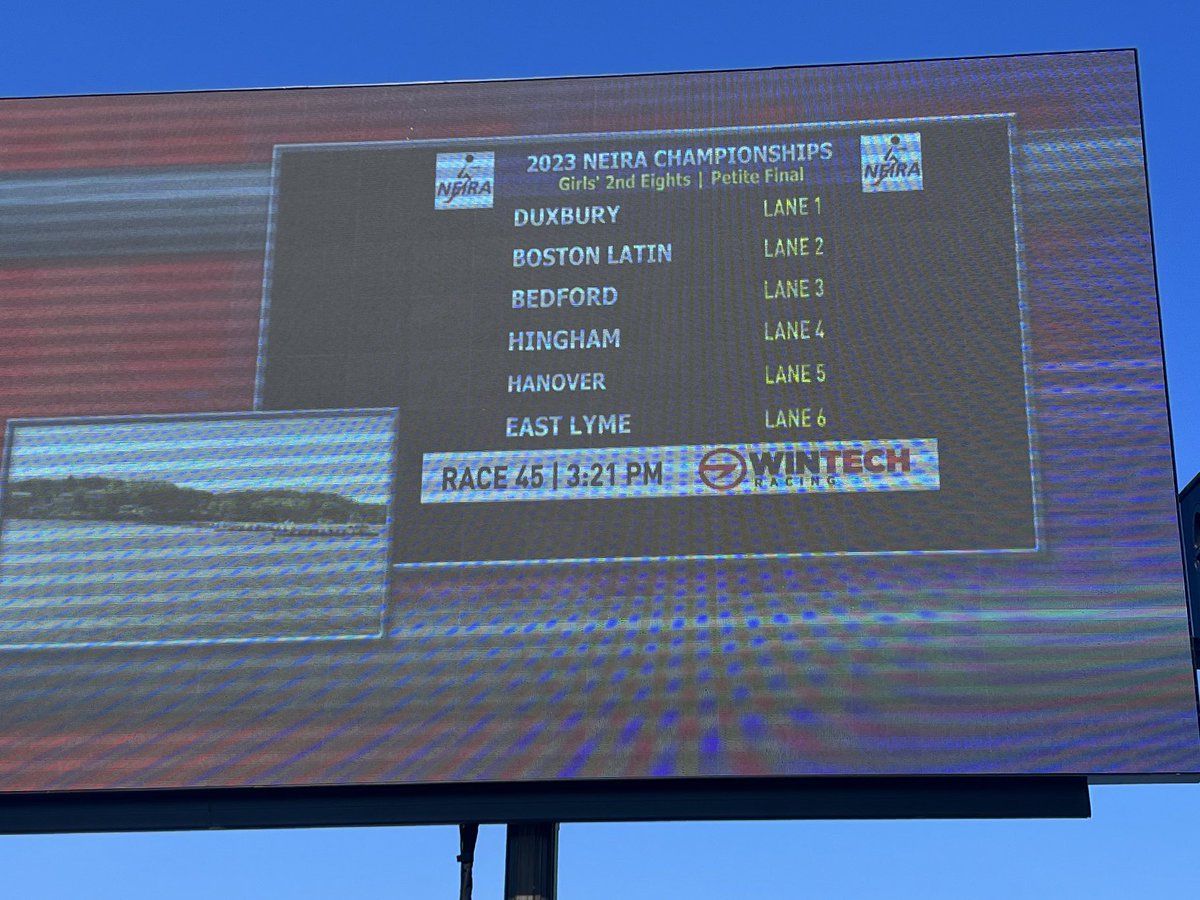 NEIRA
2023 NEIRA CHAMPIONSHIPS
NEIRA
Girls' 2nd Eights | Petite Final
DUXBURY LANE 1
BOSTON LATIN LANE 2
BEDFORD LANE 3
HINGHAM LANE 4
HANOVER LANE 5
EAST LYME LANE 6
RACE 45 | 3:21 PM WINTECH
RACING